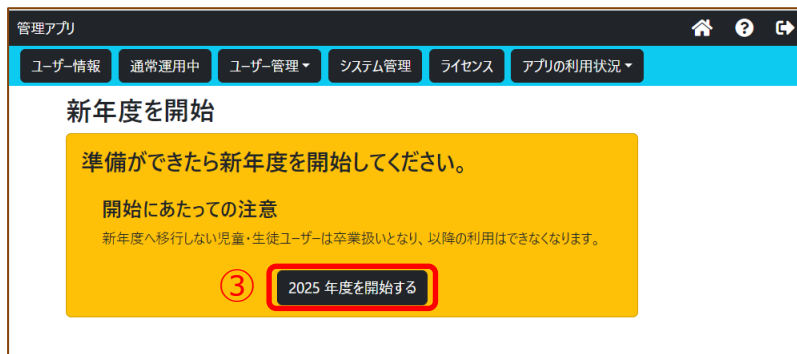 管理アプリ
ユーザー情報 通常運用中 ユーザー管理 システム管理 ライセンス アプリの利用状況
新年度を開始
準備ができたら新年度を開始してください。
開始にあたっての注意
新年度へ移行しない児童・生徒ユーザーは卒業扱いとなり、以降の利用はできなくなります。
③ 2025 年度を開始する